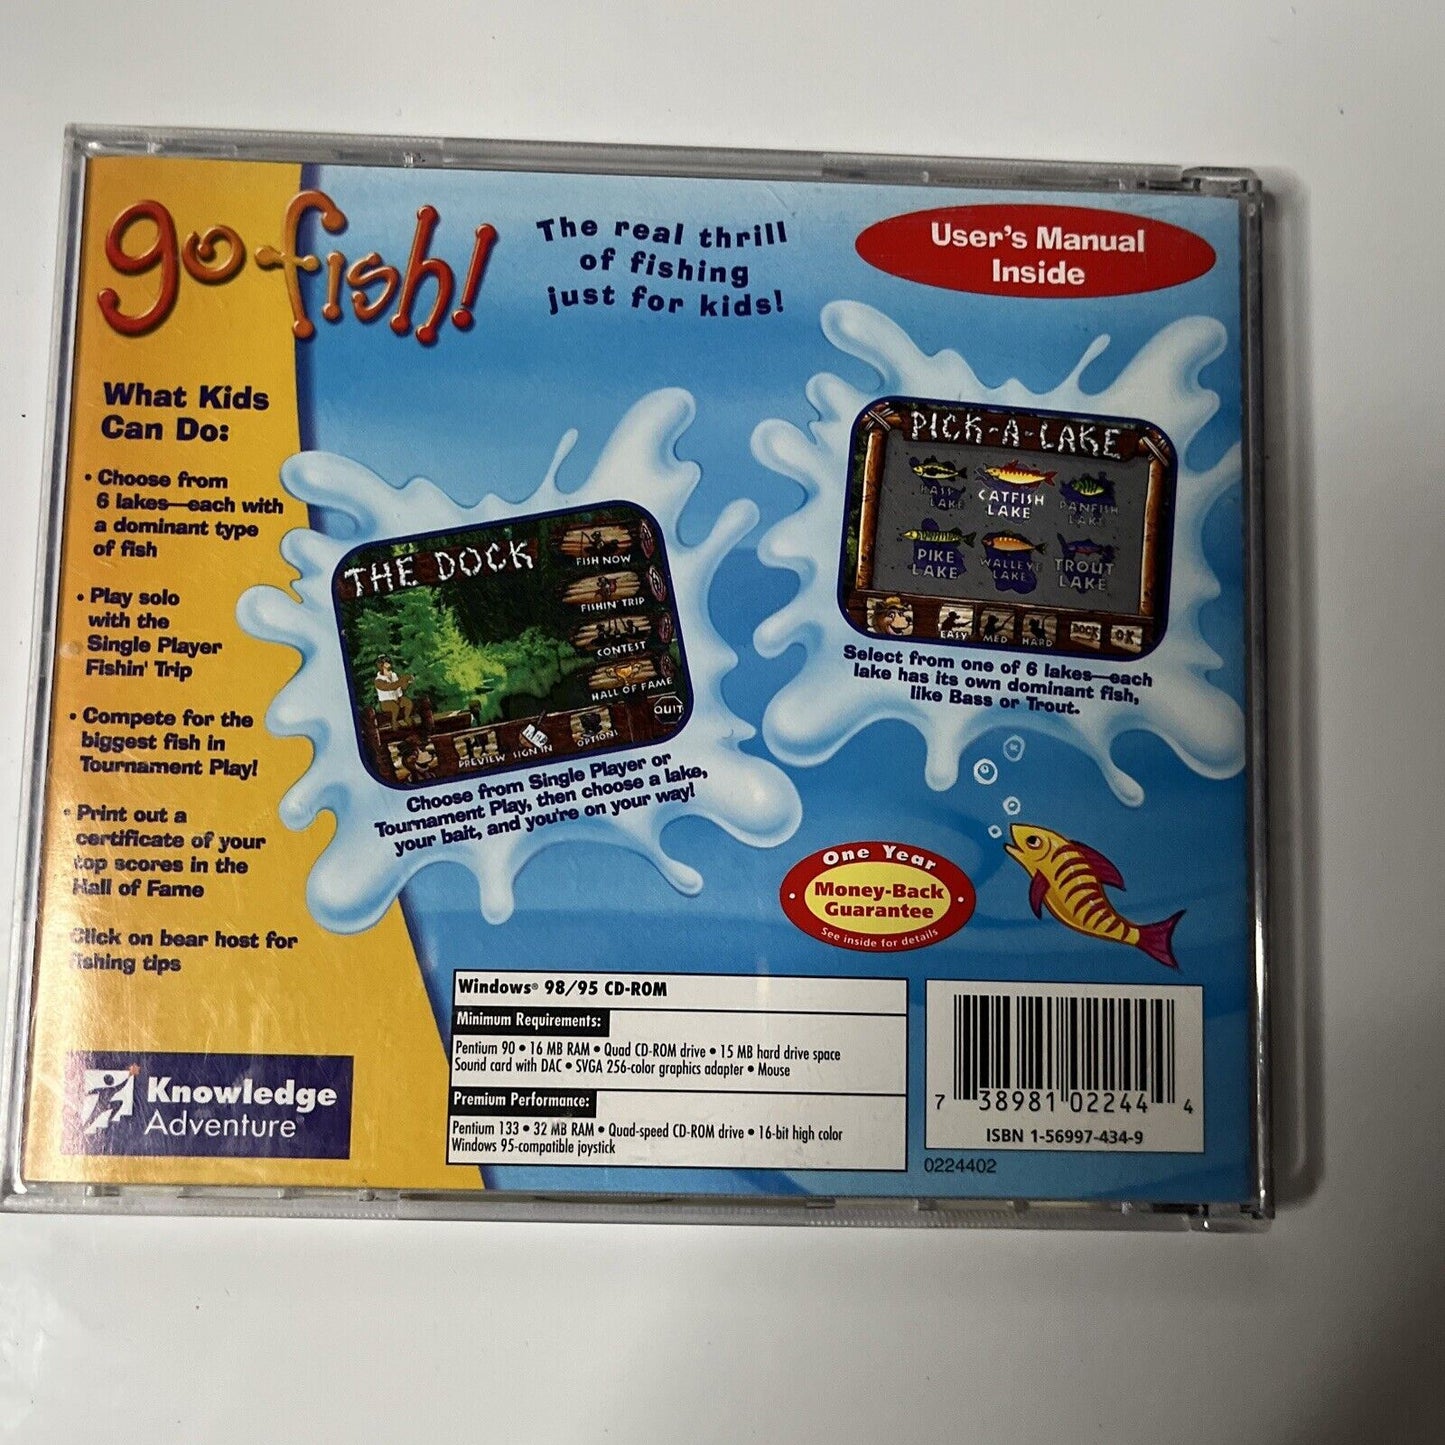 go fish!
The real thrill
of fishing
just for kids!
User's Manual
Inside
What Kids
Can Do:
• Choose from
6 lakes—each with
a dominant type
of fish
• Play solo
with the
Single Player
Fishin' Trip
• Compete for the
biggest fish in
Tournament Play!
• Print out a
certificate of your
top scores in the
Hall of Fame
Click on bear host for
fishing tips
THE DOCK
FISH NOW
FISHIN' TRIP
CONTEST
HALL OF FAME
QUIT
PREVIEW SIGN IN OPTIONS
Choose from Single Player or
Tournament Play, then choose a lake,
your bait, and you're on your way!
PICK-A-LAKE
BASS
LAKE
CATFISH
LAKE
PANFISH
LAKE
PIKE
LAKE
WALLEYE
LAKE
TROUT
LAKE
EASY MED HARD DOCK OK
Select from one of 6 lakes—each
lake has its own dominant fish,
like Bass or Trout.
One Year
Money-Back
Guarantee
See inside for details
Knowledge
Adventure
Windows® 98/95 CD-ROM
Minimum Requirements:
Pentium 90 • 16 MB RAM • Quad CD-ROM drive • 15 MB hard drive space
Sound card with DAC • SVGA 256-color graphics adapter • Mouse
Premium Performance:
Pentium 133 • 32 MB RAM • Quad-speed CD-ROM drive • 16-bit high color
Windows 95-compatible joystick
7 38981 02244 4
ISBN 1-56997-434-9
0224402